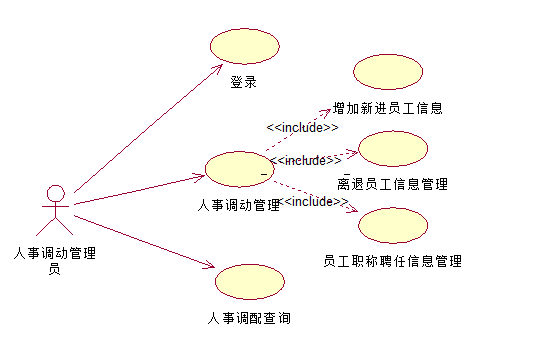 登录
增加新进员工信息
<<include>>
<<include>>
离退员工信息管理
人事调动管理
<<include>>
人事调动管理
员
员工职称聘任信息管理
人事调配查询